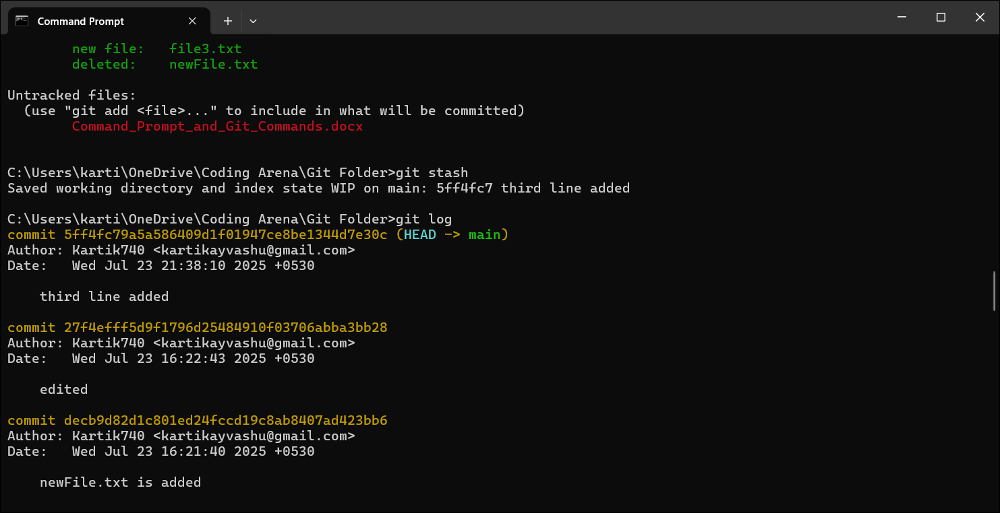 Command Prompt
new file:   file3.txt
deleted:    newFile.txt
Untracked files:
(use "git add <file>..." to include in what will be committed)
Command_Prompt_and_Git_Commands.docx
C:\Users\karti\OneDrive\Coding Arena\Git Folder>git stash
Saved working directory and index state WIP on main: 5ff4fc7 third line added
C:\Users\karti\OneDrive\Coding Arena\Git Folder>git log
commit 5ff4fc79a5a586409d1f01947ce8be1344d7e30c (HEAD -> main)
Author: Kartik740 <kartikayvashu@gmail.com>
Date:   Wed Jul 23 21:38:10 2025 +0530
third line added
commit 27f4efff5d9f1796d25484910f03706abba3bb28
Author: Kartik740 <kartikayvashu@gmail.com>
Date:   Wed Jul 23 16:22:43 2025 +0530
edited
commit decb9d82d1c801ed24fccd19c8ab8407ad423bb6
Author: Kartik740 <kartikayvashu@gmail.com>
Date:   Wed Jul 23 16:21:40 2025 +0530
newFile.txt is added